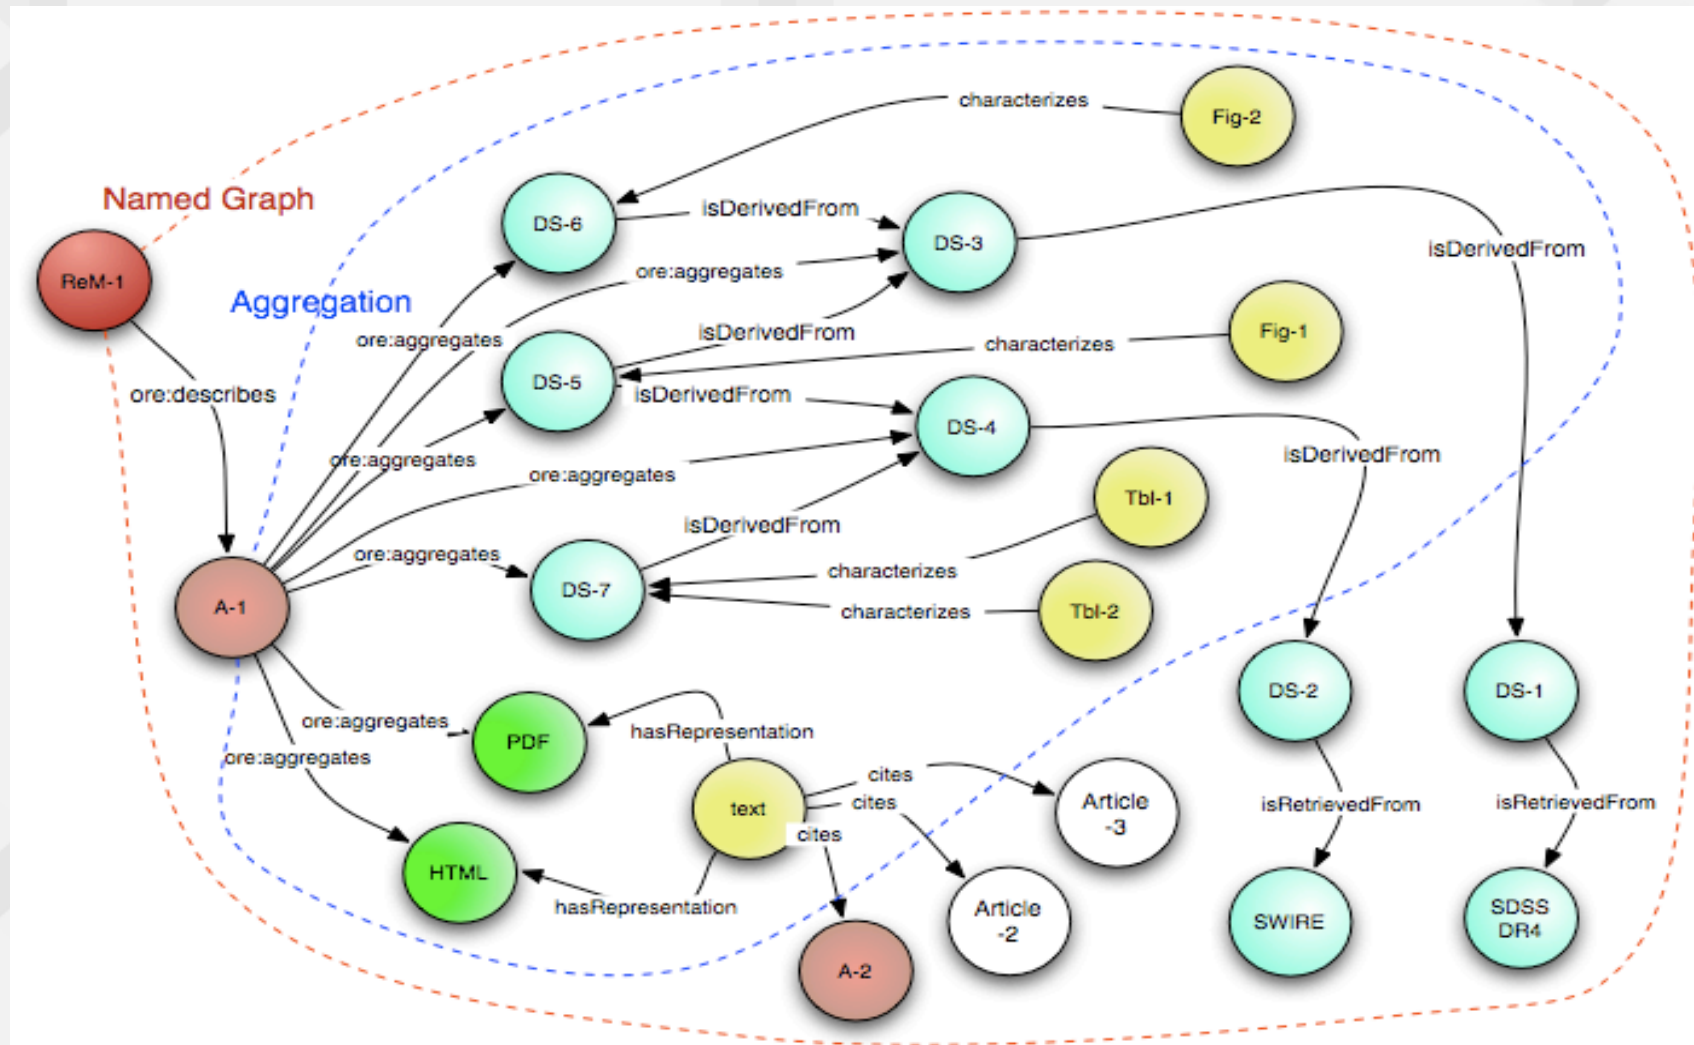 characterizes
Fig-2
Named Graph
DS-6
isDerivedFrom
DS-3
isDerivedFrom
ReM-1
ore:aggregates
Aggregation
ore:aggregates
isDerivedFrom
characterizes
Fig-1
DS-5
ore:describes
isDerivedFrom
DS-4
isDerivedFrom
ore:aggregates
ore:aggregates
Tbl-1
isDerivedFrom
ore:aggregates
characterizes
DS-7
A-1
characterizes
Tbl-2
DS-2
DS-1
ore:aggregates
PDF
hasRepresentation
ore:aggregates
cites
cites
text
cites
Article
-3
isRetrievedFrom
isRetrievedFrom
HTML
hasRepresentation
Article
-2
SWIRE
SDSS
DR4
A-2